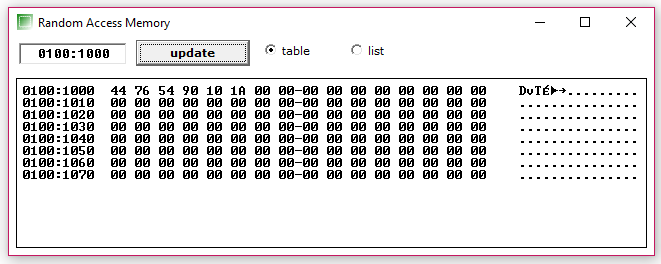 Random Access Memory
0100:1000 update table list
0100:1000 44 76 54 90 10 1A 00 00-00 00 00 00 00 00 00 00 DvTÉ►→..........
0100:1010 00 00 00 00 00 00 00 00-00 00 00 00 00 00 00 00 ................
0100:1020 00 00 00 00 00 00 00 00-00 00 00 00 00 00 00 00 ................
0100:1030 00 00 00 00 00 00 00 00-00 00 00 00 00 00 00 00 ................
0100:1040 00 00 00 00 00 00 00 00-00 00 00 00 00 00 00 00 ................
0100:1050 00 00 00 00 00 00 00 00-00 00 00 00 00 00 00 00 ................
0100:1060 00 00 00 00 00 00 00 00-00 00 00 00 00 00 00 00 ................
0100:1070 00 00 00 00 00 00 00 00-00 00 00 00 00 00 00 00 ................